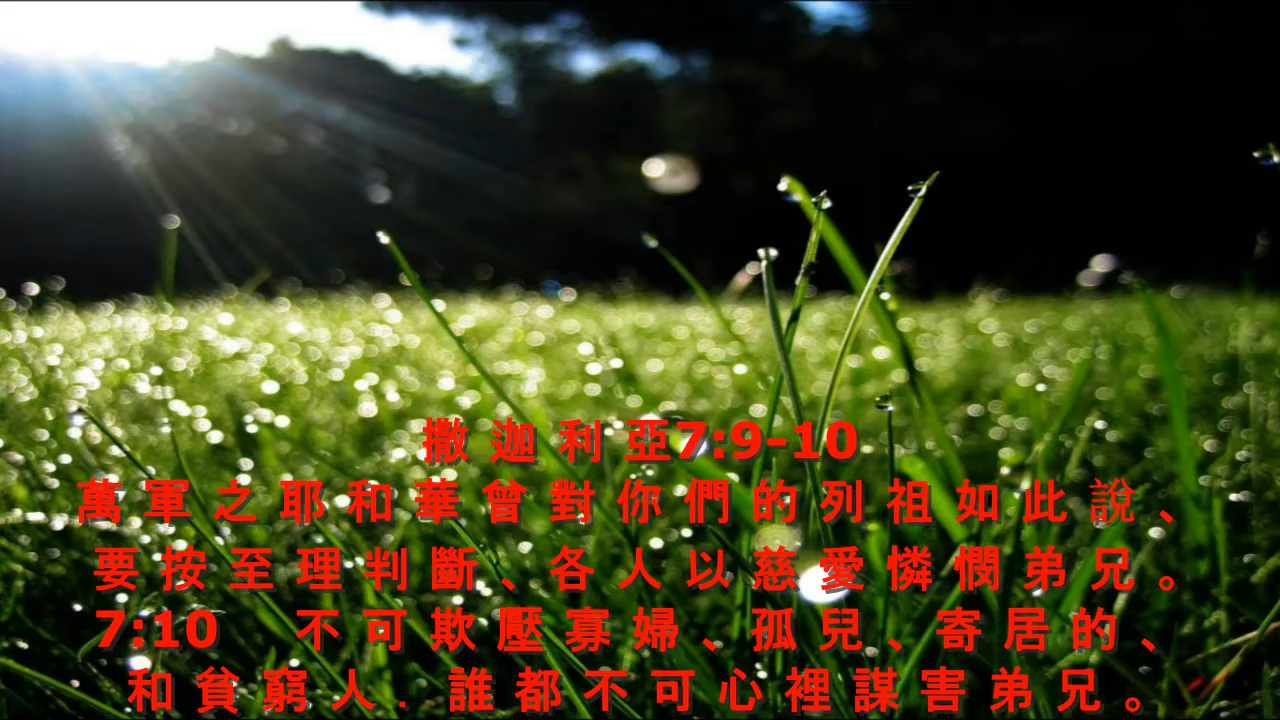 撒迦利亞7:9-10
萬軍之耶和華曾對你們的列祖如此說、
要按至理判斷、各人以慈愛憐憫弟兄。
7:10 不可欺壓寡婦、孤兒、寄居的、
和貧窮人．誰都不可心裡謀害弟兄。